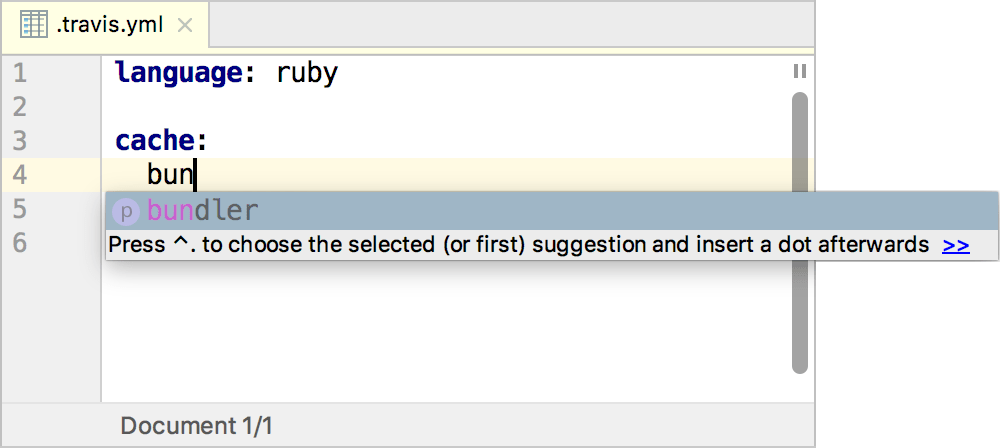 .travis.yml
1 language: ruby
2
3 cache:
4 bun
5 p bundler
6 Press ^. to choose the selected (or first) suggestion and insert a dot afterwards >>
Document 1/1